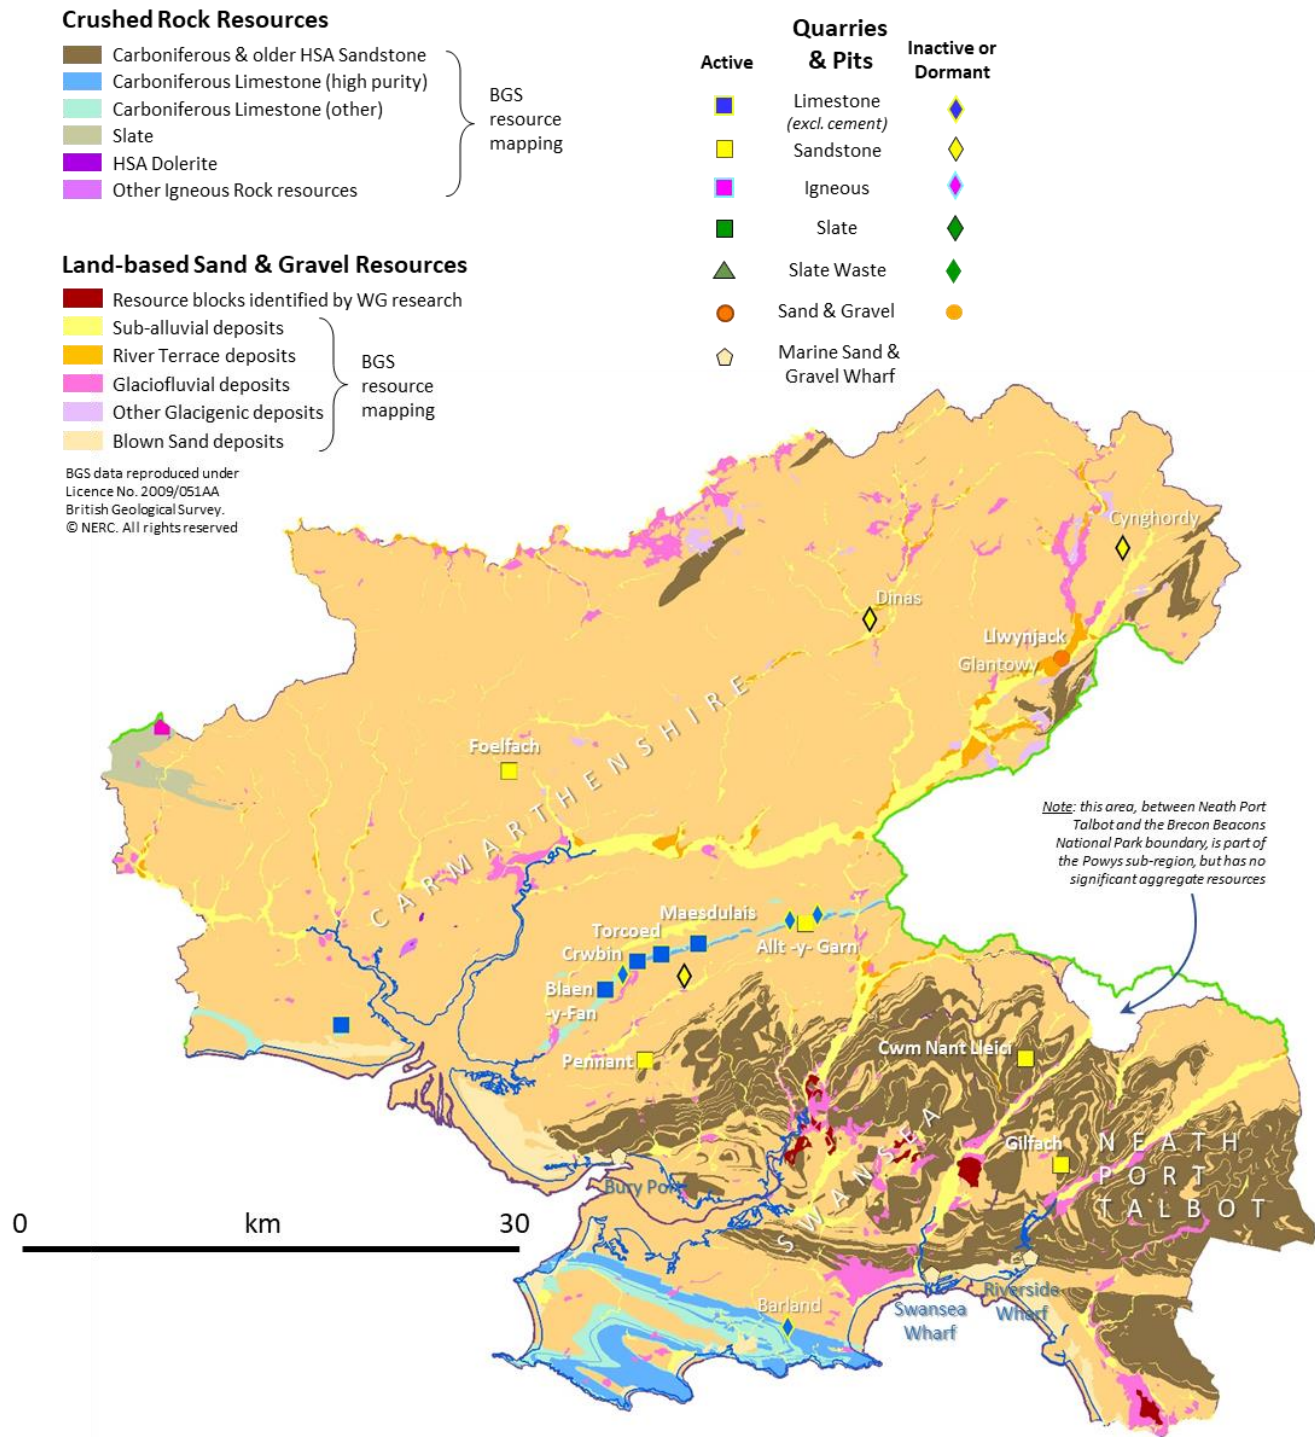 Crushed Rock Resources
Carboniferous & older HSA Sandstone
Carboniferous Limestone (high purity)
Carboniferous Limestone (other)
Slate
HSA Dolerite
Other Igneous Rock resources
BGS
resource
mapping
Land-based Sand & Gravel Resources
Resource blocks identified by WG research
Sub-alluvial deposits
River Terrace deposits
Glaciofluvial deposits
Other Glacigenic deposits
Blown Sand deposits
BGS
resource
mapping
BGS data reproduced under
Licence No. 2009/051AA
British Geological Survey.
© NERC. All rights reserved
Quarries
& Pits
Active
Inactive or
Dormant
Limestone
(excl. cement)
Sandstone
Igneous
Slate
Slate Waste
Sand & Gravel
Marine Sand &
Gravel Wharf
Cynghordy
Dinas
Llwynjack
Glantowy
Foelfach
CARMARTHENSHIRE
Note: this area, between Neath Port
Talbot and the Brecon Beacons
National Park boundary, is part of
the Powys sub-region, but has no
significant aggregate resources
Maesdulais
Torcoed
Crwbin
Allt -y- Garn
Blaen
-y-Fan
Pennant
Cwm Nant Lleici
SWANSEA
Gilfach
NEATH
PORT
TALBOT
Bury Port
0 km 30
Barland
Swansea
Wharf
Riverside
Wharf